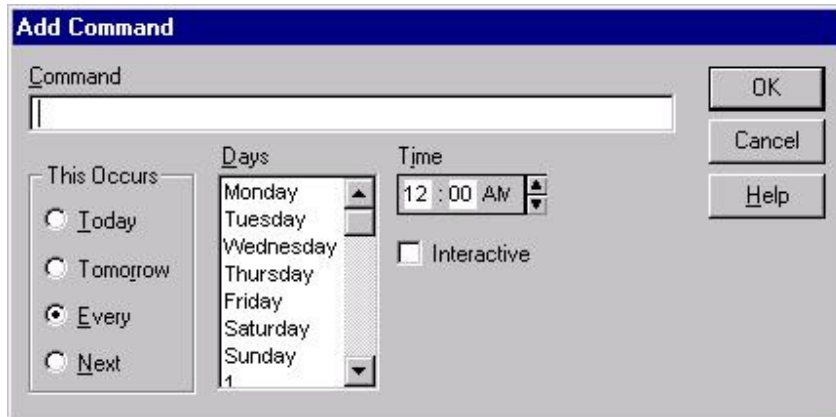 Add Command
Command
OK
Cancel
Help
This Occurs
Today
Tomorrow
Every
Next
Days
Monday
Tuesday
Wednesday
Thursday
Friday
Saturday
Sunday
1
Time
12 : 00 AM
Interactive